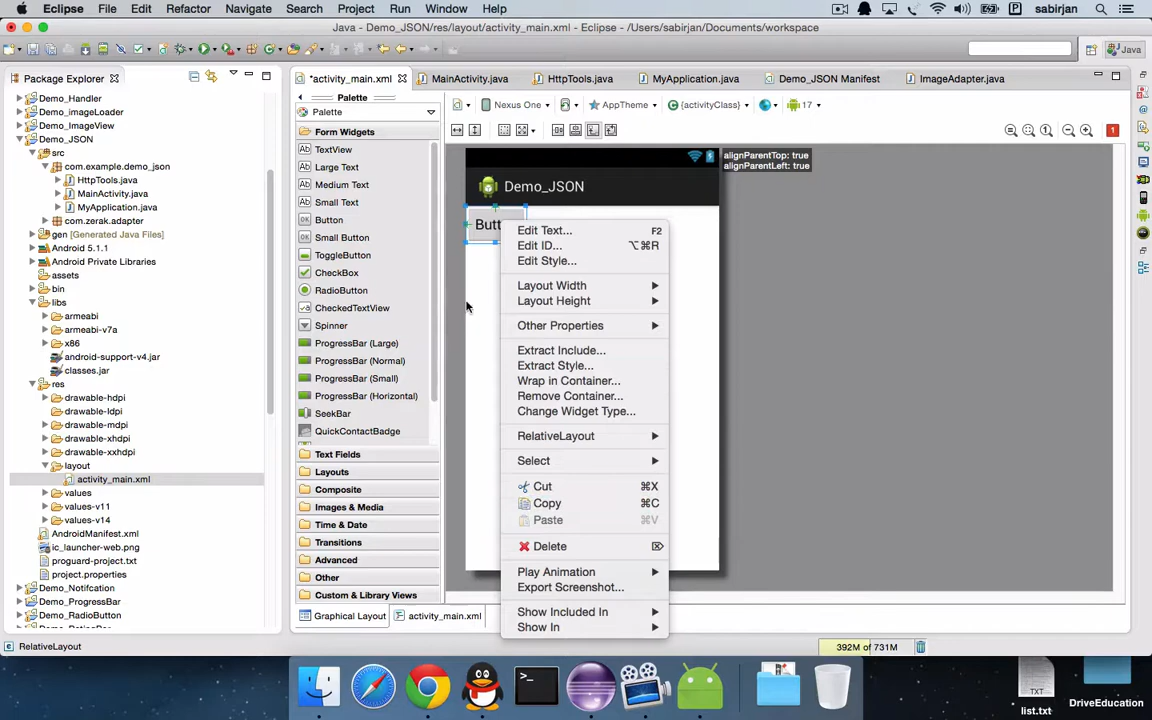 Eclipse File Edit Refactor Navigate Search Project Run Window Help sabirjan
Java - Demo_JSON/res/layout/activity_main.xml - Eclipse - /Users/sabirjan/Documents/workspace
Java
Package Explorer
*activity_main.xml
MainActivity.java
HttpTools.java
MyApplication.java
Demo_JSON Manifest
ImageAdapter.java
Demo_Handler
Demo_imageLoader
Demo_ImageView
Demo_JSON
src
com.example.demo_json
HttpTools.java
MainActivity.java
MyApplication.java
com.zerak.adapter
gen [Generated Java Files]
Android 5.1.1
Android Private Libraries
assets
bin
libs
armeabi
armeabi-v7a
x86
android-support-v4.jar
classes.jar
res
drawable-hdpi
drawable-ldpi
drawable-mdpi
drawable-xhdpi
drawable-xxhdpi
layout
activity_main.xml
values
values-v11
values-v14
AndroidManifest.xml
ic_launcher-web.png
proguard-project.txt
project.properties
Demo_Notifcation
Demo_ProgressBar
Demo_RadioButton
Palette
Palette
Form Widgets
Ab TextView
Ab Large Text
Ab Medium Text
Ab Small Text
OK Button
OK Small Button
ToggleButton
CheckBox
RadioButton
CheckedTextView
Spinner
ProgressBar (Large)
ProgressBar (Normal)
ProgressBar (Small)
ProgressBar (Horizontal)
SeekBar
QuickContactBadge
Text Fields
Layouts
Composite
Images & Media
Time & Date
Transitions
Advanced
Other
Custom & Library Views
Graphical Layout
activity_main.xml
Nexus One
AppTheme
{activityClass}
17
1
alignParentTop: true
alignParentLeft: true
Demo_JSON
Butt
Edit Text... F2
Edit ID... ⌥⌘R
Edit Style...
Layout Width
Layout Height
Other Properties
Extract Include...
Extract Style...
Wrap in Container...
Remove Container...
Change Widget Type...
RelativeLayout
Select
Cut ⌘X
Copy ⌘C
Paste ⌘V
Delete ⌦
Play Animation
Export Screenshot...
Show Included In
Show In
RelativeLayout
392M of 731M
TXT
list.txt
DriveEducation